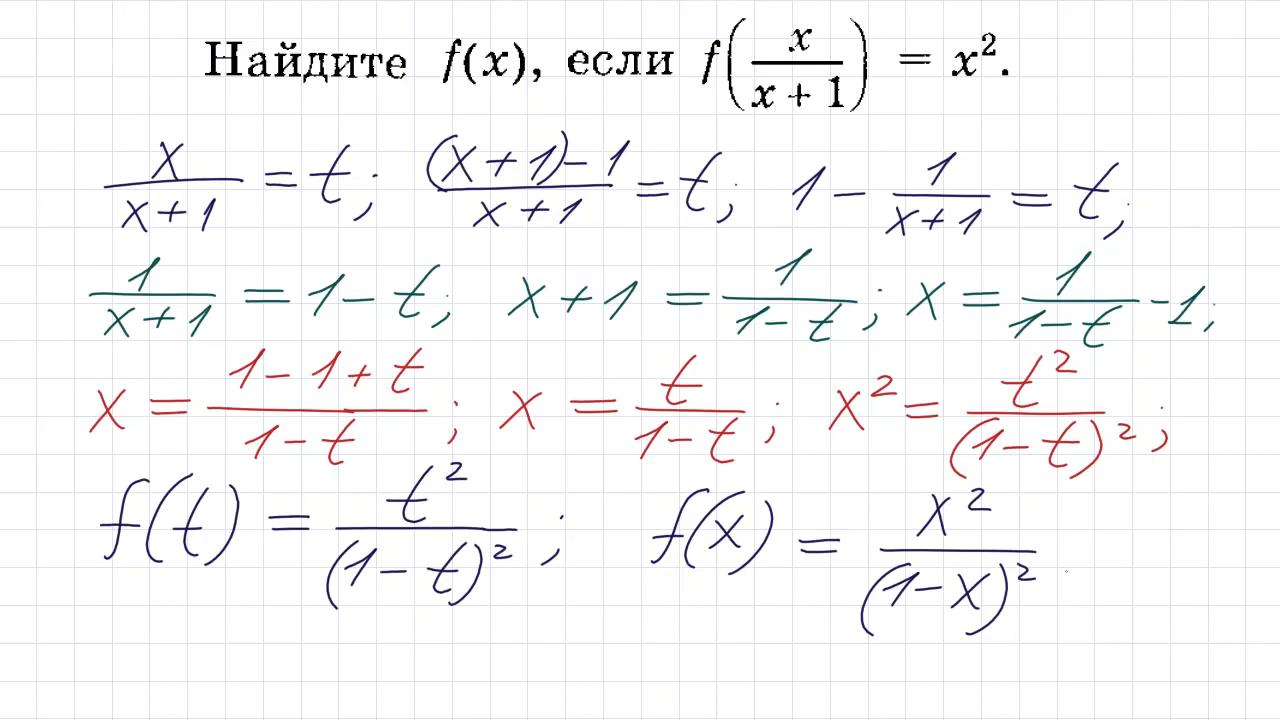 Найдите f(x), если f(x/(x + 1)) = x².
x/(x+1) = t; ((x+1)-1)/(x+1) = t; 1 - 1/(x+1) = t;
1/(x+1) = 1-t; x+1 = 1/(1-t); x = 1/(1-t) -1;
x = (1-1+t)/(1-t); x = t/(1-t); x² = t²/(1-t)²;
f(t) = t²/(1-t)²; f(x) = x²/(1-x)²